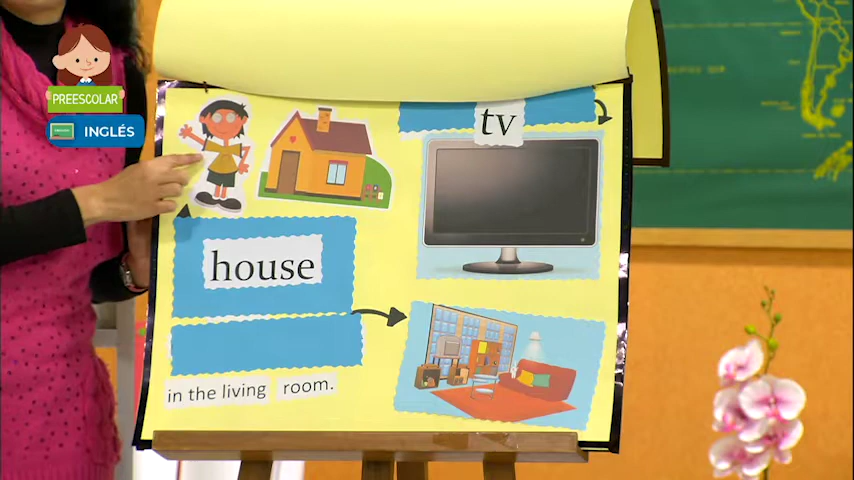 PREESCOLAR
INGLÉS
tv
house
in the living room.